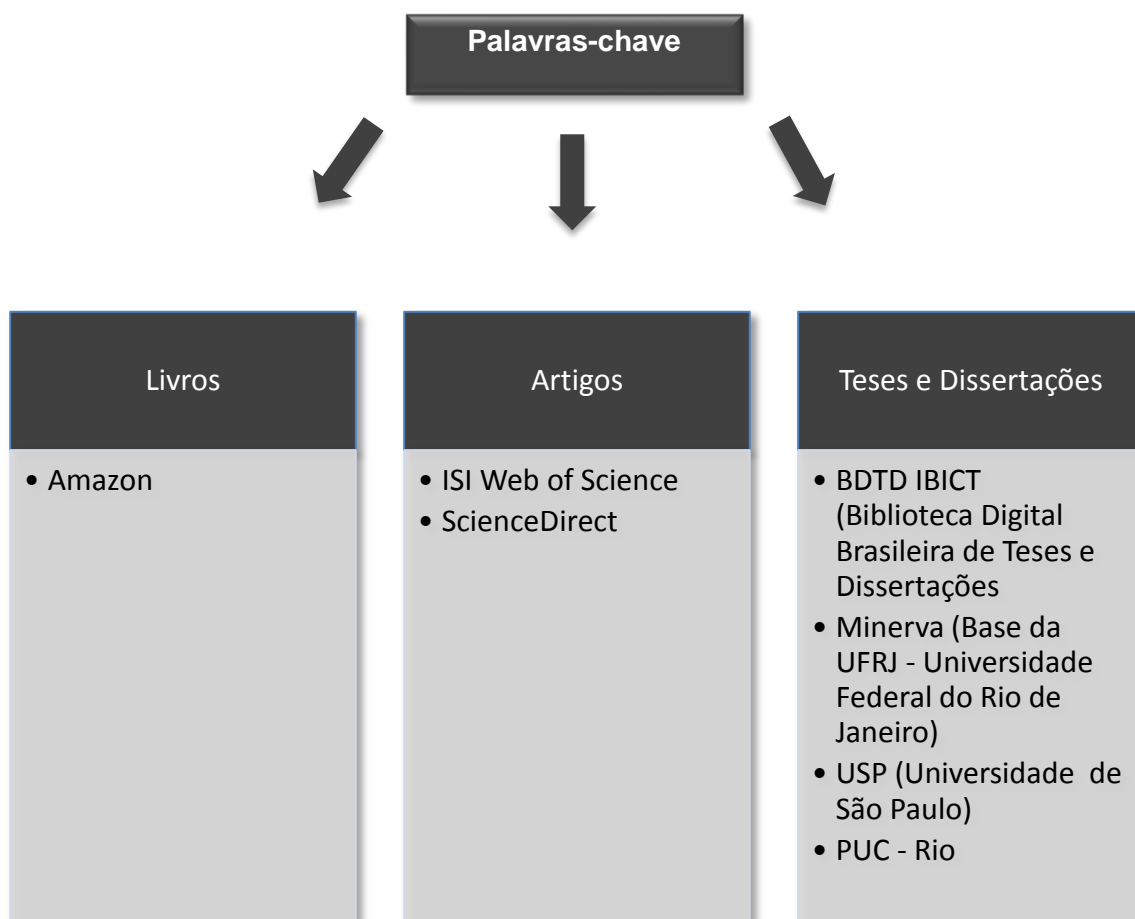 Palavras-chave
Livros
• Amazon
Artigos
• ISI Web of Science
• ScienceDirect
Teses e Dissertações
• BDTD IBICT
(Biblioteca Digital
Brasileira de Teses e
Dissertações
• Minerva (Base da
UFRJ - Universidade
Federal do Rio de
Janeiro)
• USP (Universidade de
São Paulo)
• PUC - Rio